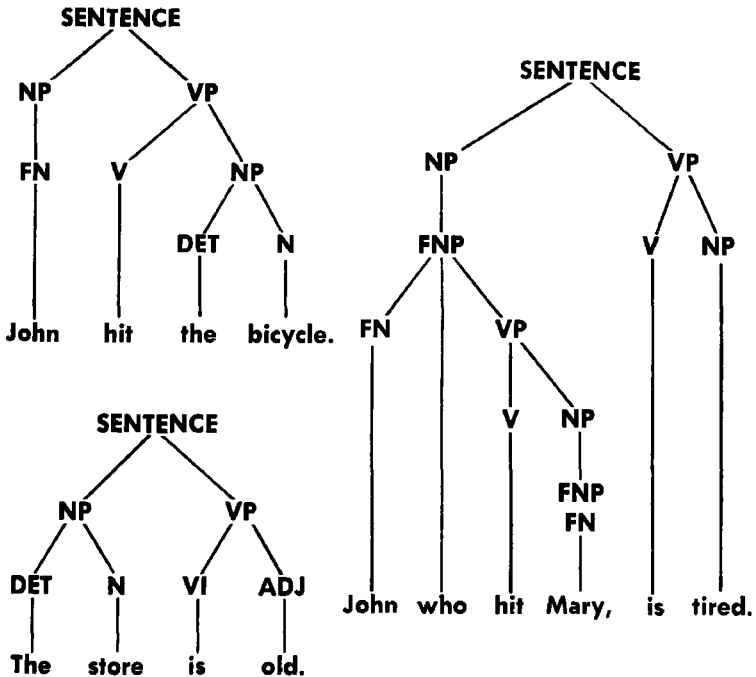 SENTENCE
NP VP
FN V NP
DET N
John hit the bicycle.
SENTENCE
NP VP
DET N VI ADJ
The store is old.
SENTENCE
NP VP
FNP V NP
FN VP
V NP
FNP
FN
John who hit Mary, is tired.